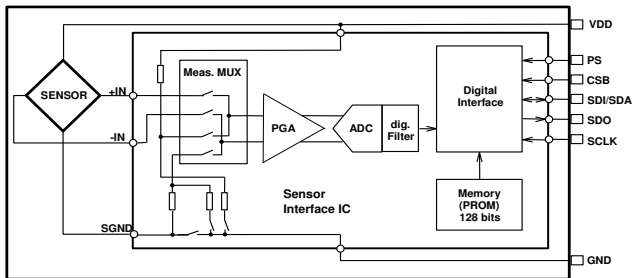 VDD
PS
CSB
SDI/SDA
SDO
SCLK
GND
SENSOR
+IN
-IN
SGND
Meas. MUX
PGA
ADC
dig.
Filter
Digital
Interface
Memory
(PROM)
128 bits
Sensor
Interface IC